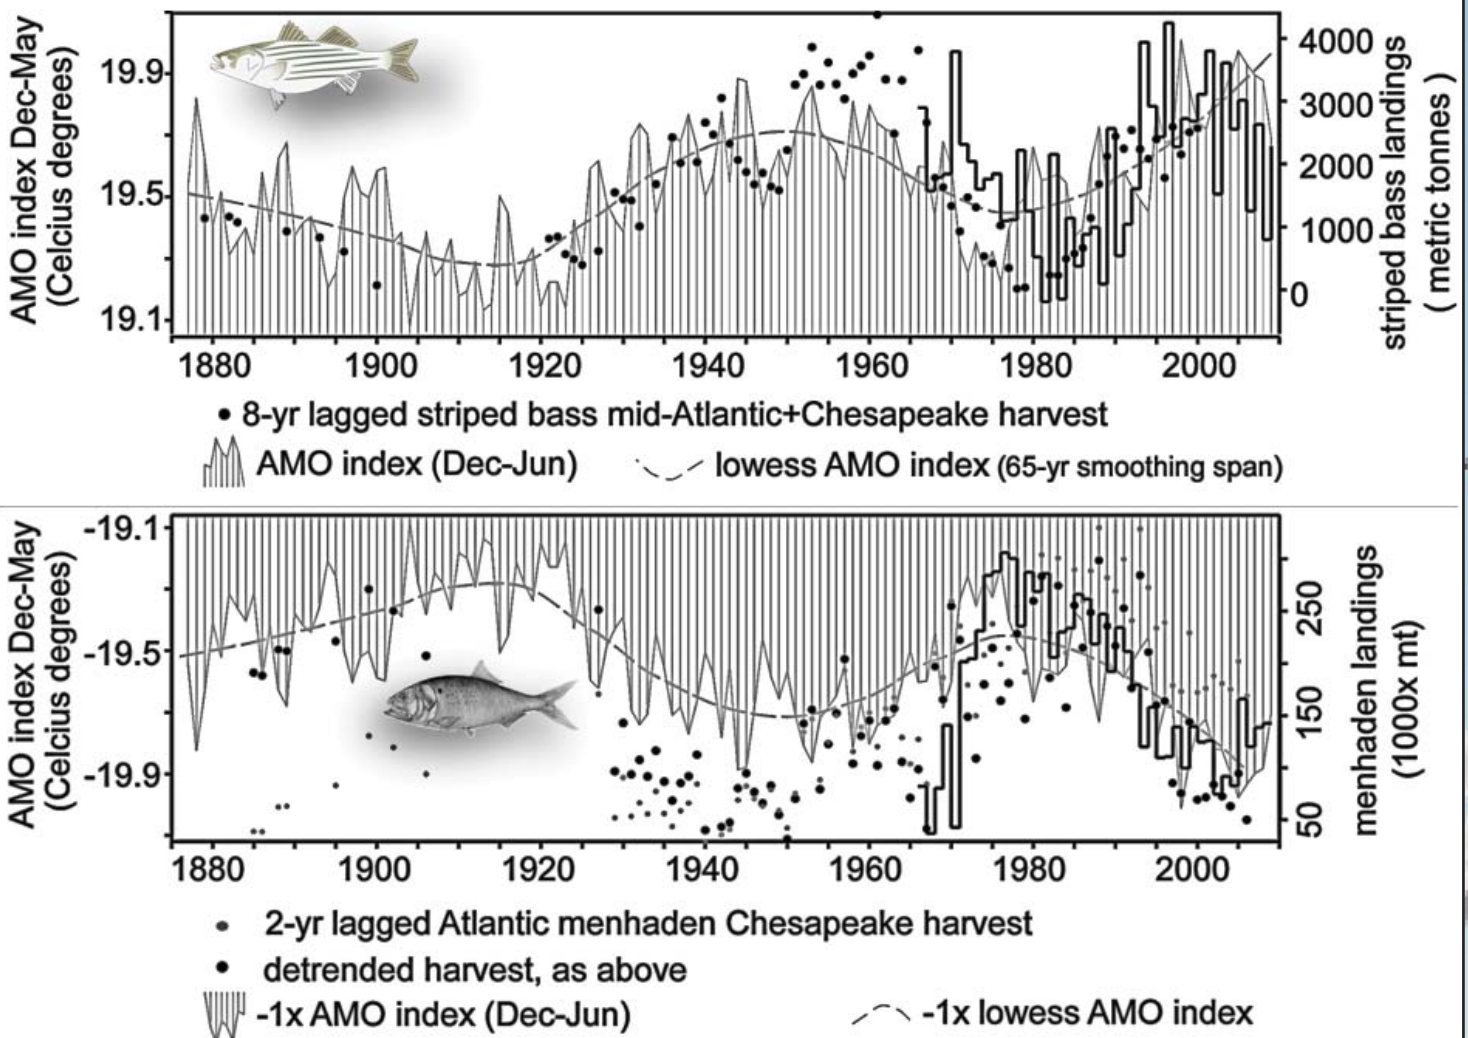 AMO index Dec-May
(Celcius degrees)
19.9
19.5
19.1
4000
3000
2000
1000
0
striped bass landings
( metric tonnes)
1880 1900 1920 1940 1960 1980 2000
8-yr lagged striped bass mid-Atlantic+Chesapeake harvest
AMO index (Dec-Jun) lowess AMO index (65-yr smoothing span)
AMO index Dec-May
(Celcius degrees)
-19.1
-19.5
-19.9
250
150
50
menhaden landings
(1000x mt)
1880 1900 1920 1940 1960 1980 2000
2-yr lagged Atlantic menhaden Chesapeake harvest
detrended harvest, as above
-1x AMO index (Dec-Jun) -1x lowess AMO index